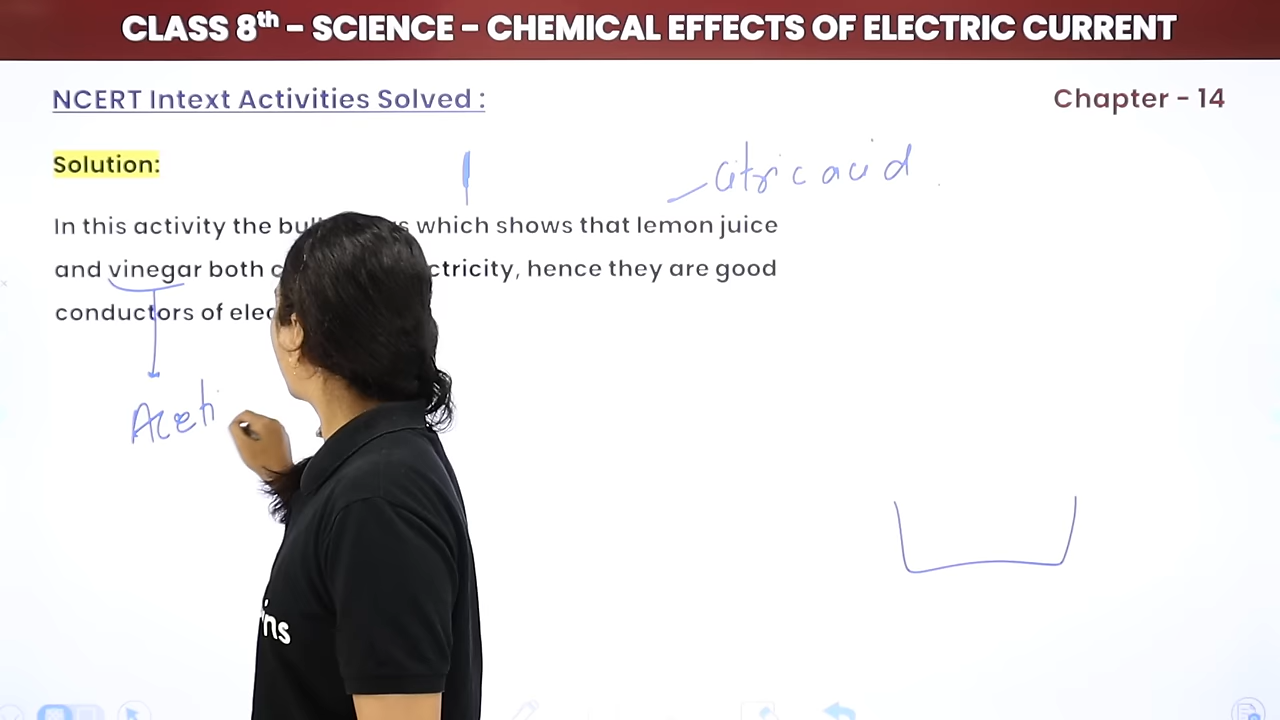 CLASS 8th - SCIENCE - CHEMICAL EFFECTS OF ELECTRIC CURRENT
NCERT Intext Activities Solved :
Chapter - 14
Solution:
citric acid
In this activity the which shows that lemon juice
and vinegar both ctricity, hence they are good
conductors of elec
Aceti
ins